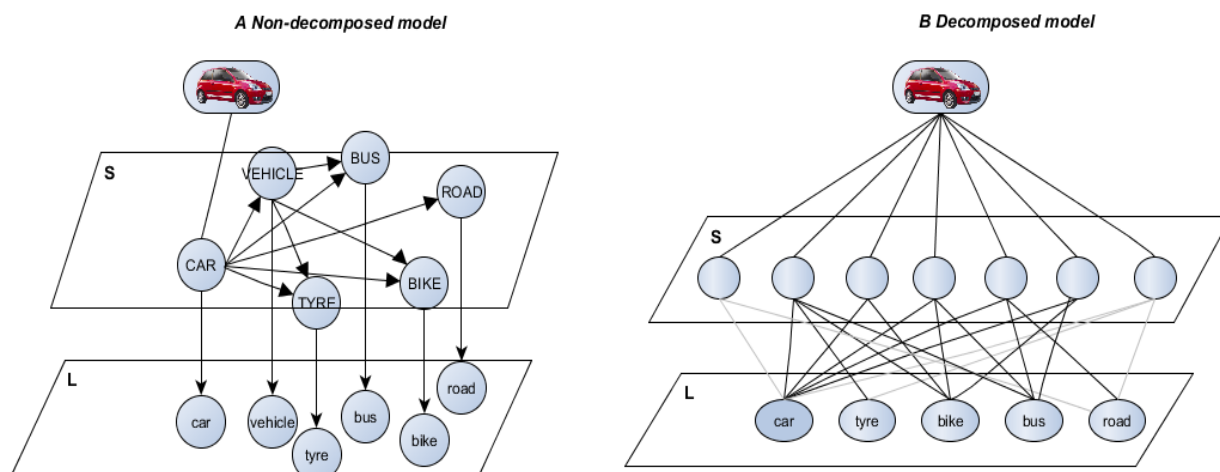 A Non-decomposed model
B Decomposed model
S
VEHICLE
BUS
ROAD
CAR
TYRE
BIKE
L
car
vehicle
tyre
bus
bike
road
S
L
car
tyre
bike
bus
road